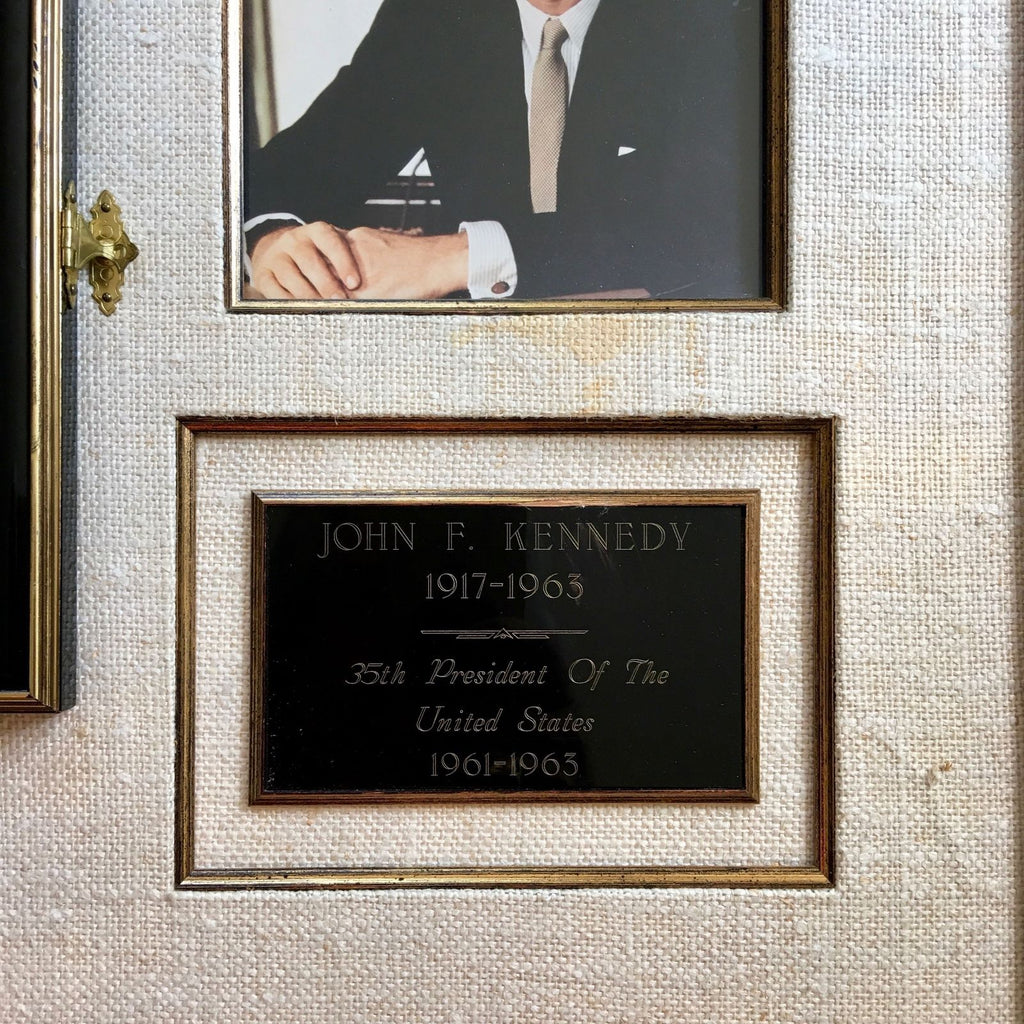 JOHN F. KENNEDY
1917-1963
35th President Of The
United States
1961-1963